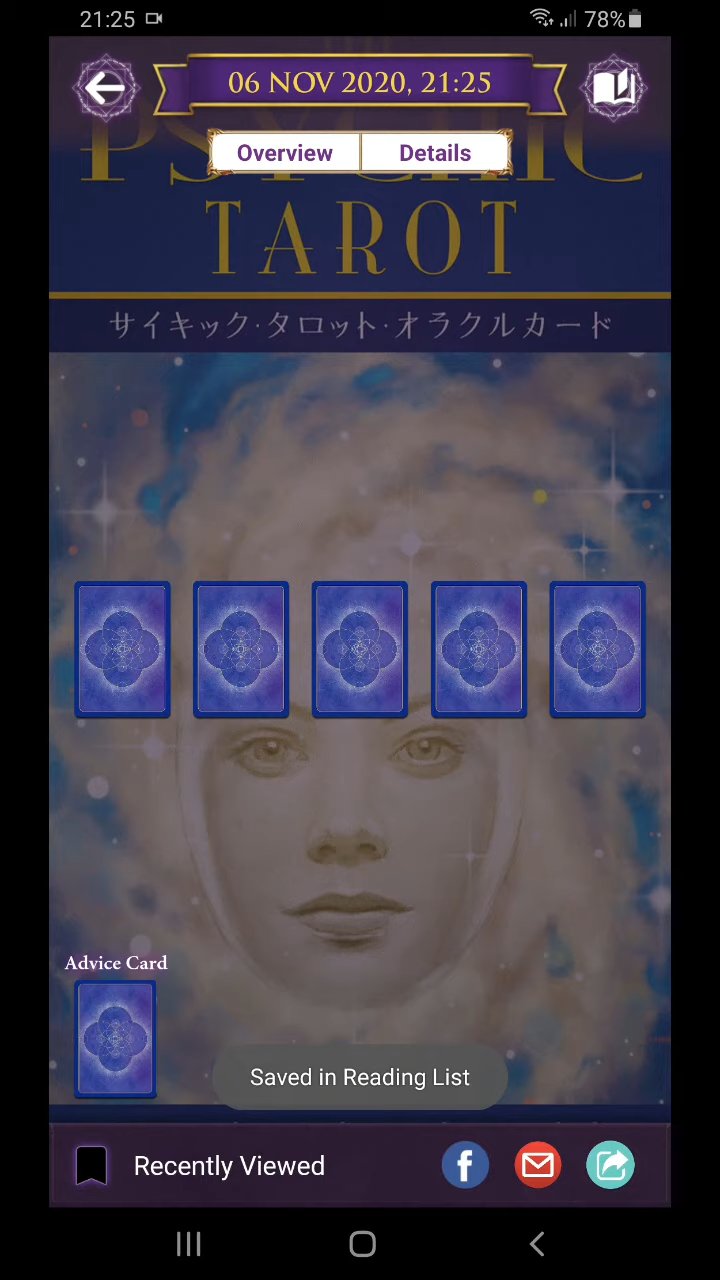 21:25
78%
06 NOV 2020, 21:25
PSYCHIC
Overview
Details
TAROT
サイキック·タロット·オラクルカード
Advice Card
Saved in Reading List
Recently Viewed